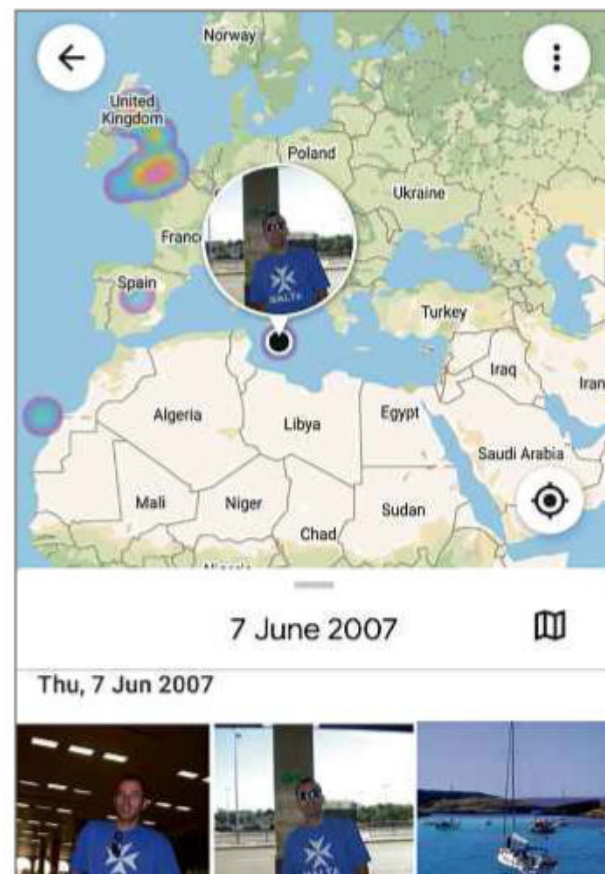 Norway
United
Kingdom
Poland
Ukraine
Franc
Spain
MALTA
Turkey
Algeria
Libya
Egypt
Iraq
Iran
Saudi Arabia
Mali
Niger
Chad
Sudan
7 June 2007
Thu, 7 Jun 2007